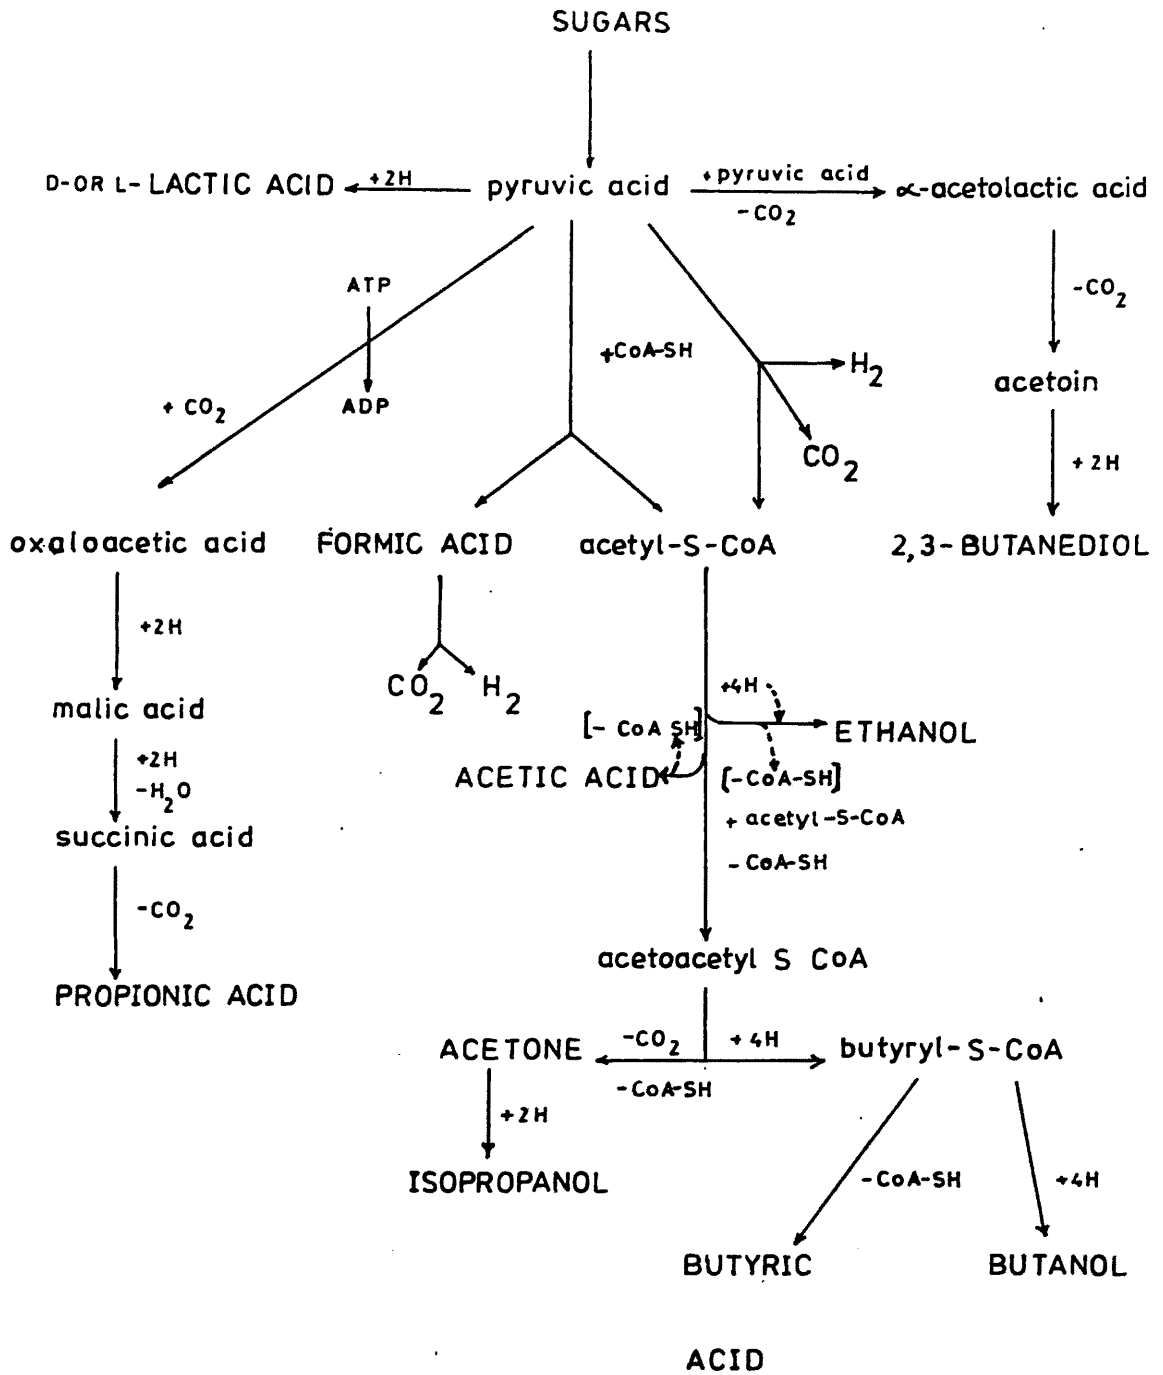 SUGARS
D-OR L-LACTIC ACID +2H pyruvic acid +pyruvic acid α-acetolactic acid
-CO2
ATP
-CO2
+CoA-SH
H2
acetoin
+ CO2 ADP
CO2
+ 2H
oxaloacetic acid FORMIC ACID acetyl-S-CoA 2,3-BUTANEDIOL
+2H
CO2 H2 +4H
malic acid
[- CoA SH] ETHANOL
+2H
-H2O
ACETIC ACID [-CoA-SH]
+ acetyl-S-CoA
succinic acid
- CoA-SH
-CO2
acetoacetyl S CoA
PROPIONIC ACID
ACETONE -CO2 + 4H butyryl-S-CoA
-CoA-SH
+2H
ISOPROPANOL -CoA-SH +4H
BUTYRIC BUTANOL
ACID